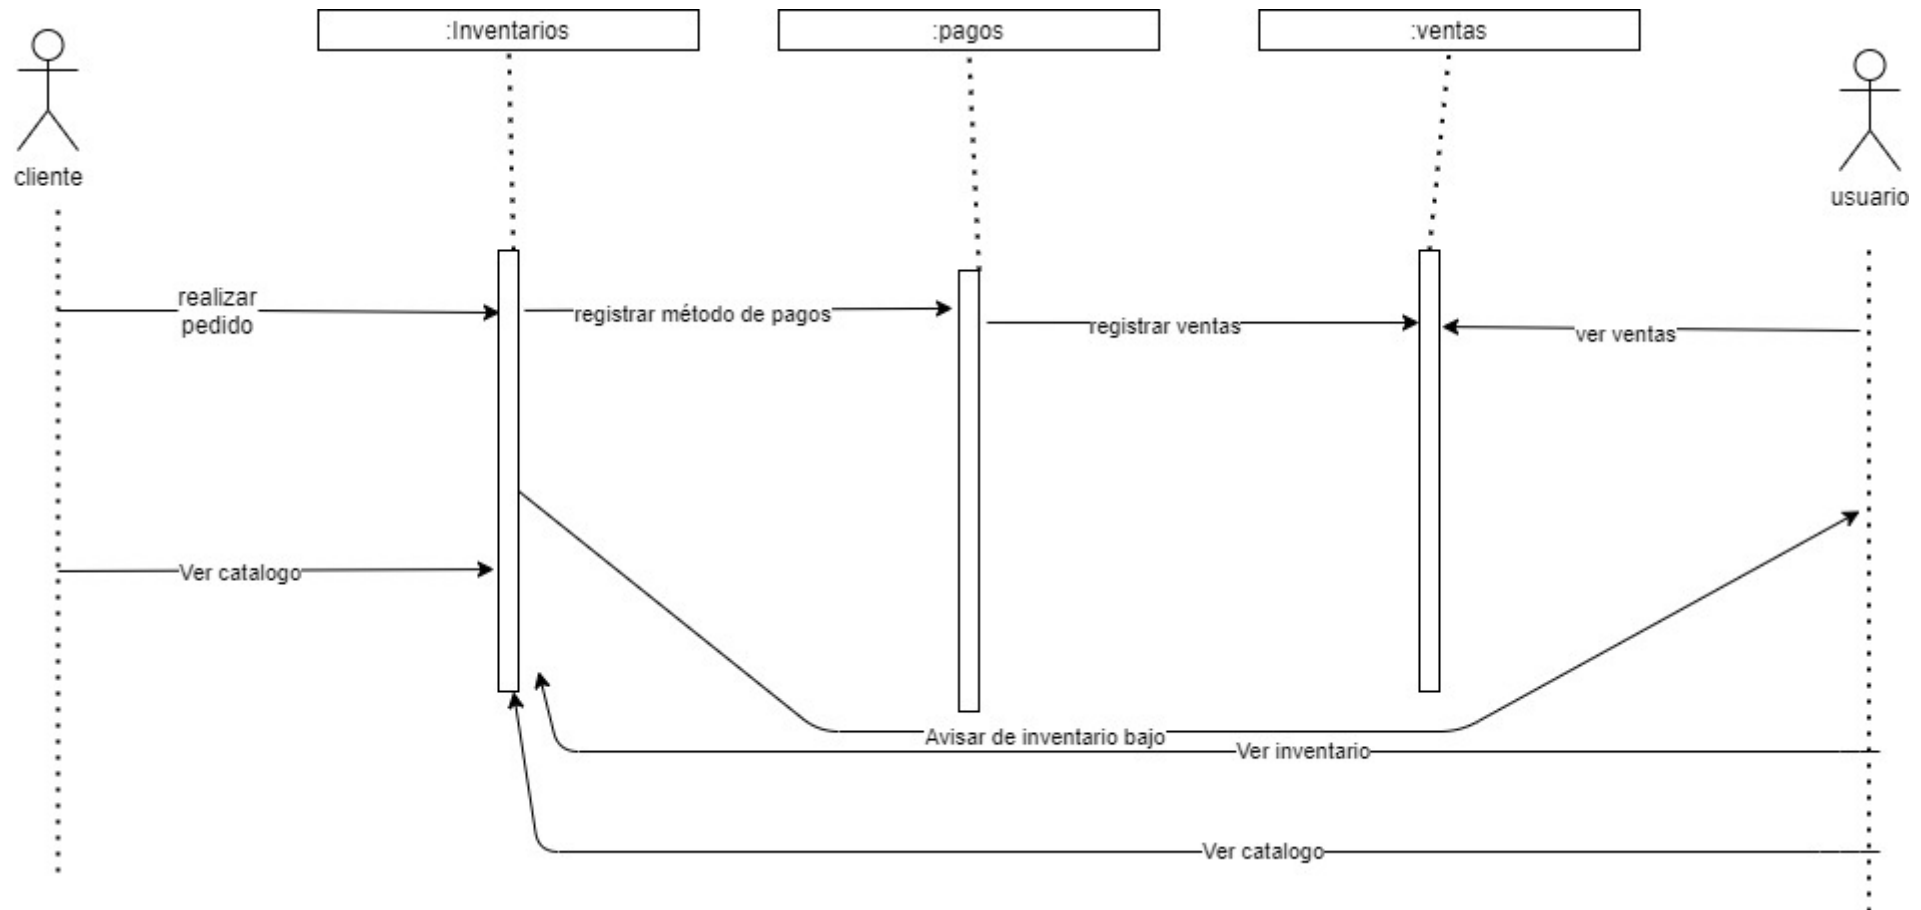 :Inventarios
:pagos
:ventas
cliente
usuario
realizar
pedido
registrar método de pagos
registrar ventas
ver ventas
Ver catalogo
Avisar de inventario bajo
Ver inventario
Ver catalogo